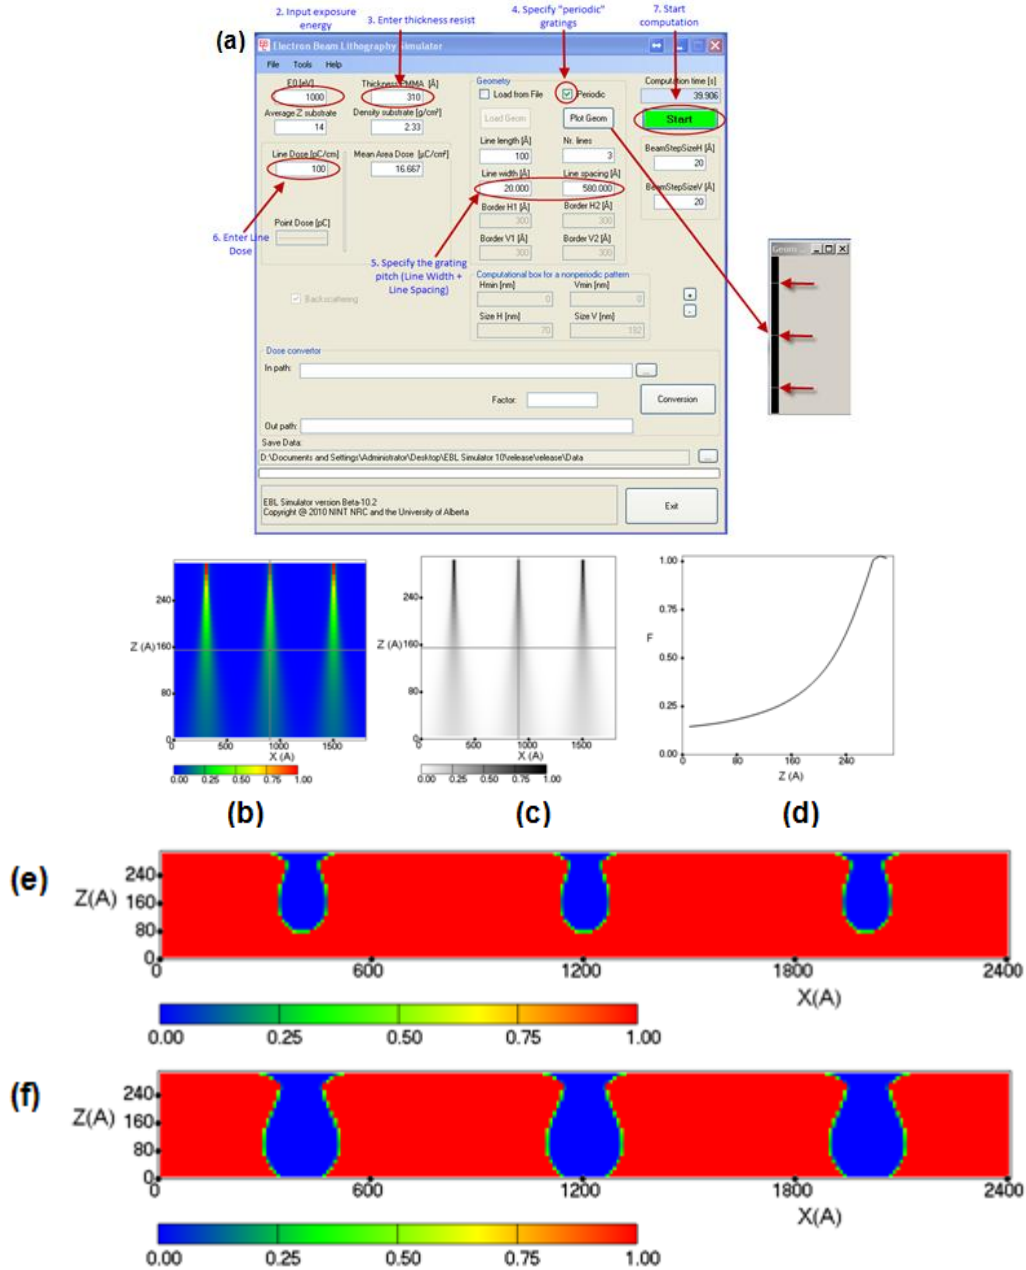 2. Input exposure energy
3. Enter thickness resist
4. Specify "periodic" gratings
7. Start computation
(a)
Electron Beam Lithography Simulator
File Tools Help
E0 [eV]
1000
Thickness PMMA [Å]
310
Average Z substrate
14
Density substrate [g/cm³]
2.33
Line Dose [pC/cm]
100
Mean Area Dose [µC/cm²]
16.667
Point Dose [pC]
6. Enter Line Dose
5. Specify the grating pitch (Line Width + Line Spacing)
Backscattering
Geometry
Load from File
Periodic
Load Geom
Plot Geom
Line length [Å]
100
Nr. lines
3
Line width [Å]
20.000
Line spacing [Å]
580.000
Border H1 [Å]
300
Border H2 [Å]
300
Border V1 [Å]
300
Border V2 [Å]
300
Computational box for a nonperiodic pattern
Hmin [nm]
0
Vmin [nm]
0
Size H [nm]
70
Size V [nm]
192
Computation time [s]
39.906
Start
BeamStepSizeH [Å]
20
BeamStepSizeV [Å]
20
+
-
Dose convertor
In path:
...
Factor:
Conversion
Out path:
Save Data:
D:\Documents and Settings\Administrator\Desktop\EBL Simulator 10\release\release\Data
...
EBL Simulator version Beta-10.2
Copyright @ 2010 NINT NRC and the University of Alberta
Exit
240
Z (A) 160
80
0
0 500 1000 1500
X (A)
0.00 0.25 0.50 0.75 1.00
(b)
240
Z (A) 160
80
0
0 500 1000 1500
X (A)
0.00 0.25 0.50 0.75 1.00
(c)
1.00
0.75
F
0.50
0.25
0.00
0 80 160 240
Z (A)
(d)
(e)
240
Z(A) 160
80
0
0 600 1200 1800 2400
X(A)
0.00 0.25 0.50 0.75 1.00
(f)
240
Z(A) 160
80
0
0 600 1200 1800 2400
X(A)
0.00 0.25 0.50 0.75 1.00